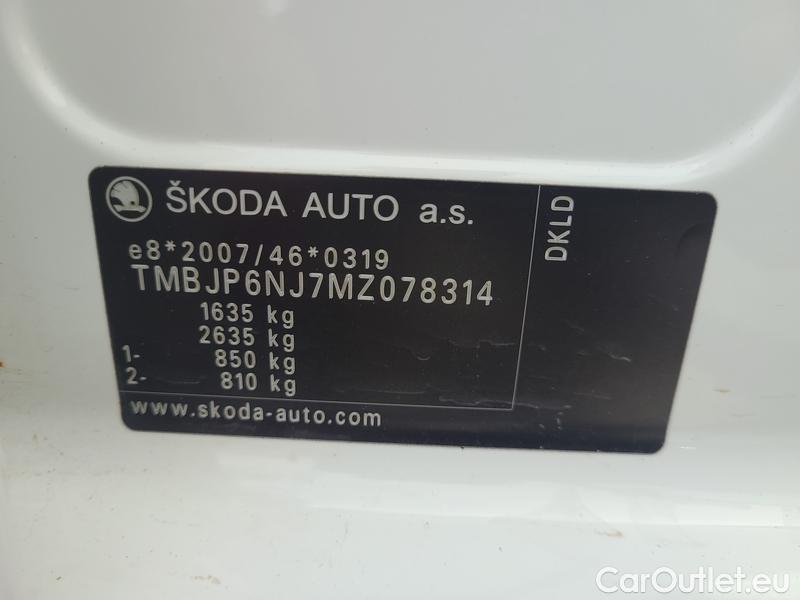 ŠKODA AUTO a.s.
e8*2007/46*0319
TMBJP6NJ7MZ078314
1635 kg
2635 kg
1- 850 kg
2- 810 kg
www.skoda-auto.com
DKLD
CarOutlet.eu